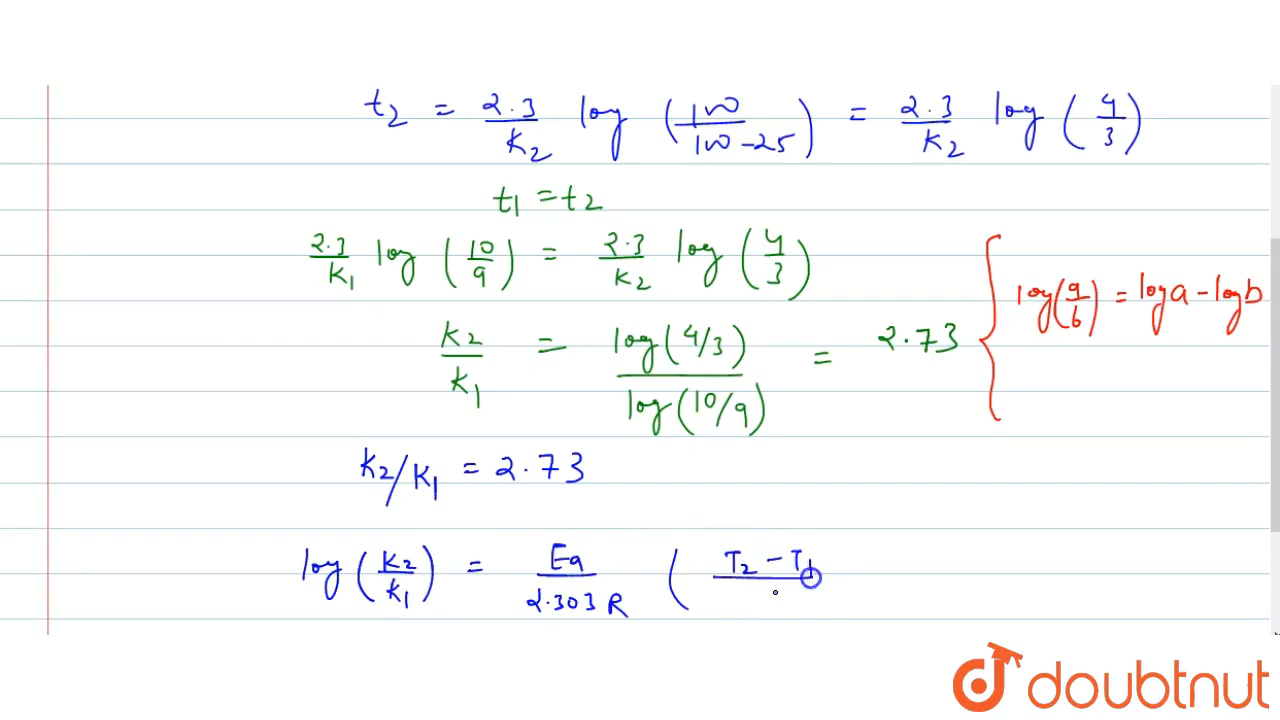 t2 = 2.3/K2 log (100/100-25) = 2.3/K2 log (4/3)
t1 = t2
2.3/K1 log (10/9) = 2.3/K2 log (4/3)
log(a/b) = log a - log b
K2/K1 = log(4/3)/log(10/9) = 2.73
K2/K1 = 2.73
log (K2/K1) = Ea/2.303 R ( T2 - T1
doubtnut